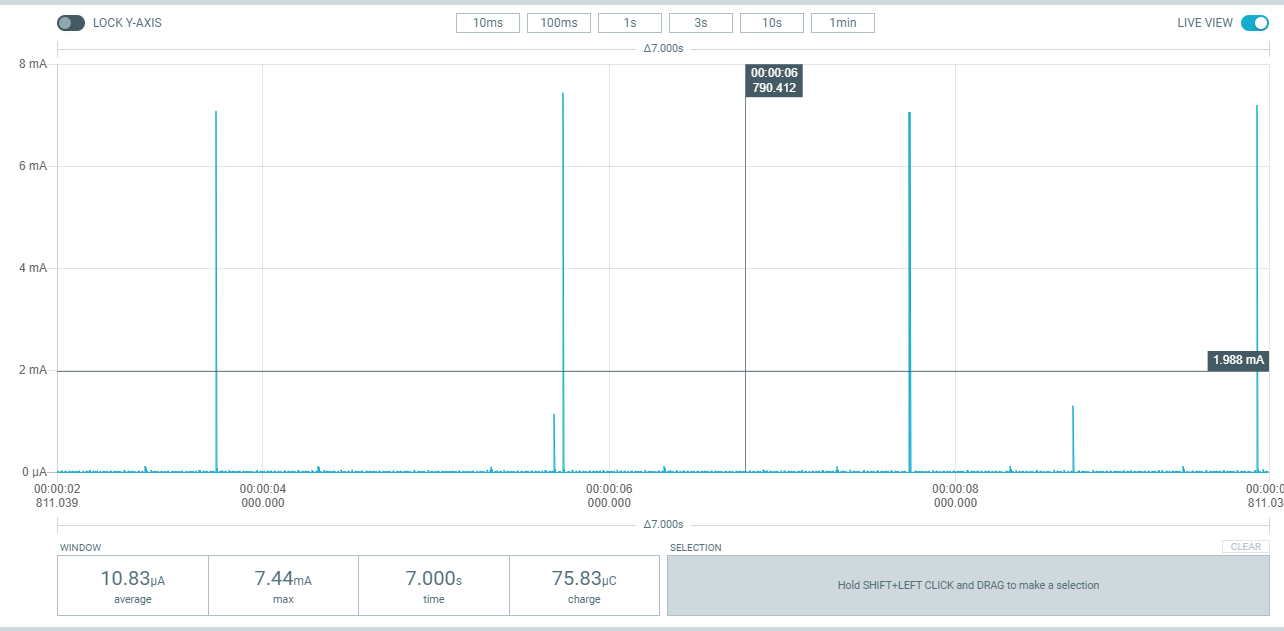 LOCK Y-AXIS 10ms 100ms 1s 3s 10s 1min LIVE VIEW
Δ7.000s
8 mA
00:00:06
790.412
6 mA
4 mA
1.988 mA
2 mA
0 µA
00:00:02 00:00:04 00:00:06 00:00:08 00:00:0
811.039 000.000 000.000 000.000 811.03
Δ7.000s
WINDOW SELECTION CLEAR
10.83µA 7.44mA 7.000s 75.83µC
average max time charge
Hold SHIFT+LEFT CLICK and DRAG to make a selection